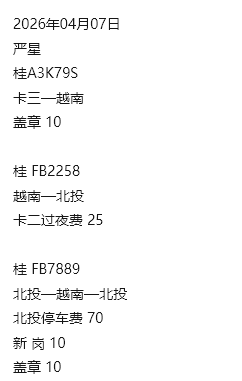 2026年04月07日
严星
桂A3K79S
卡三—越南
盖章 10
桂 FB2258
越南—北投
卡二过夜费 25
桂 FB7889
北投—越南—北投
北投停车费 70
新 岗 10
盖章 10